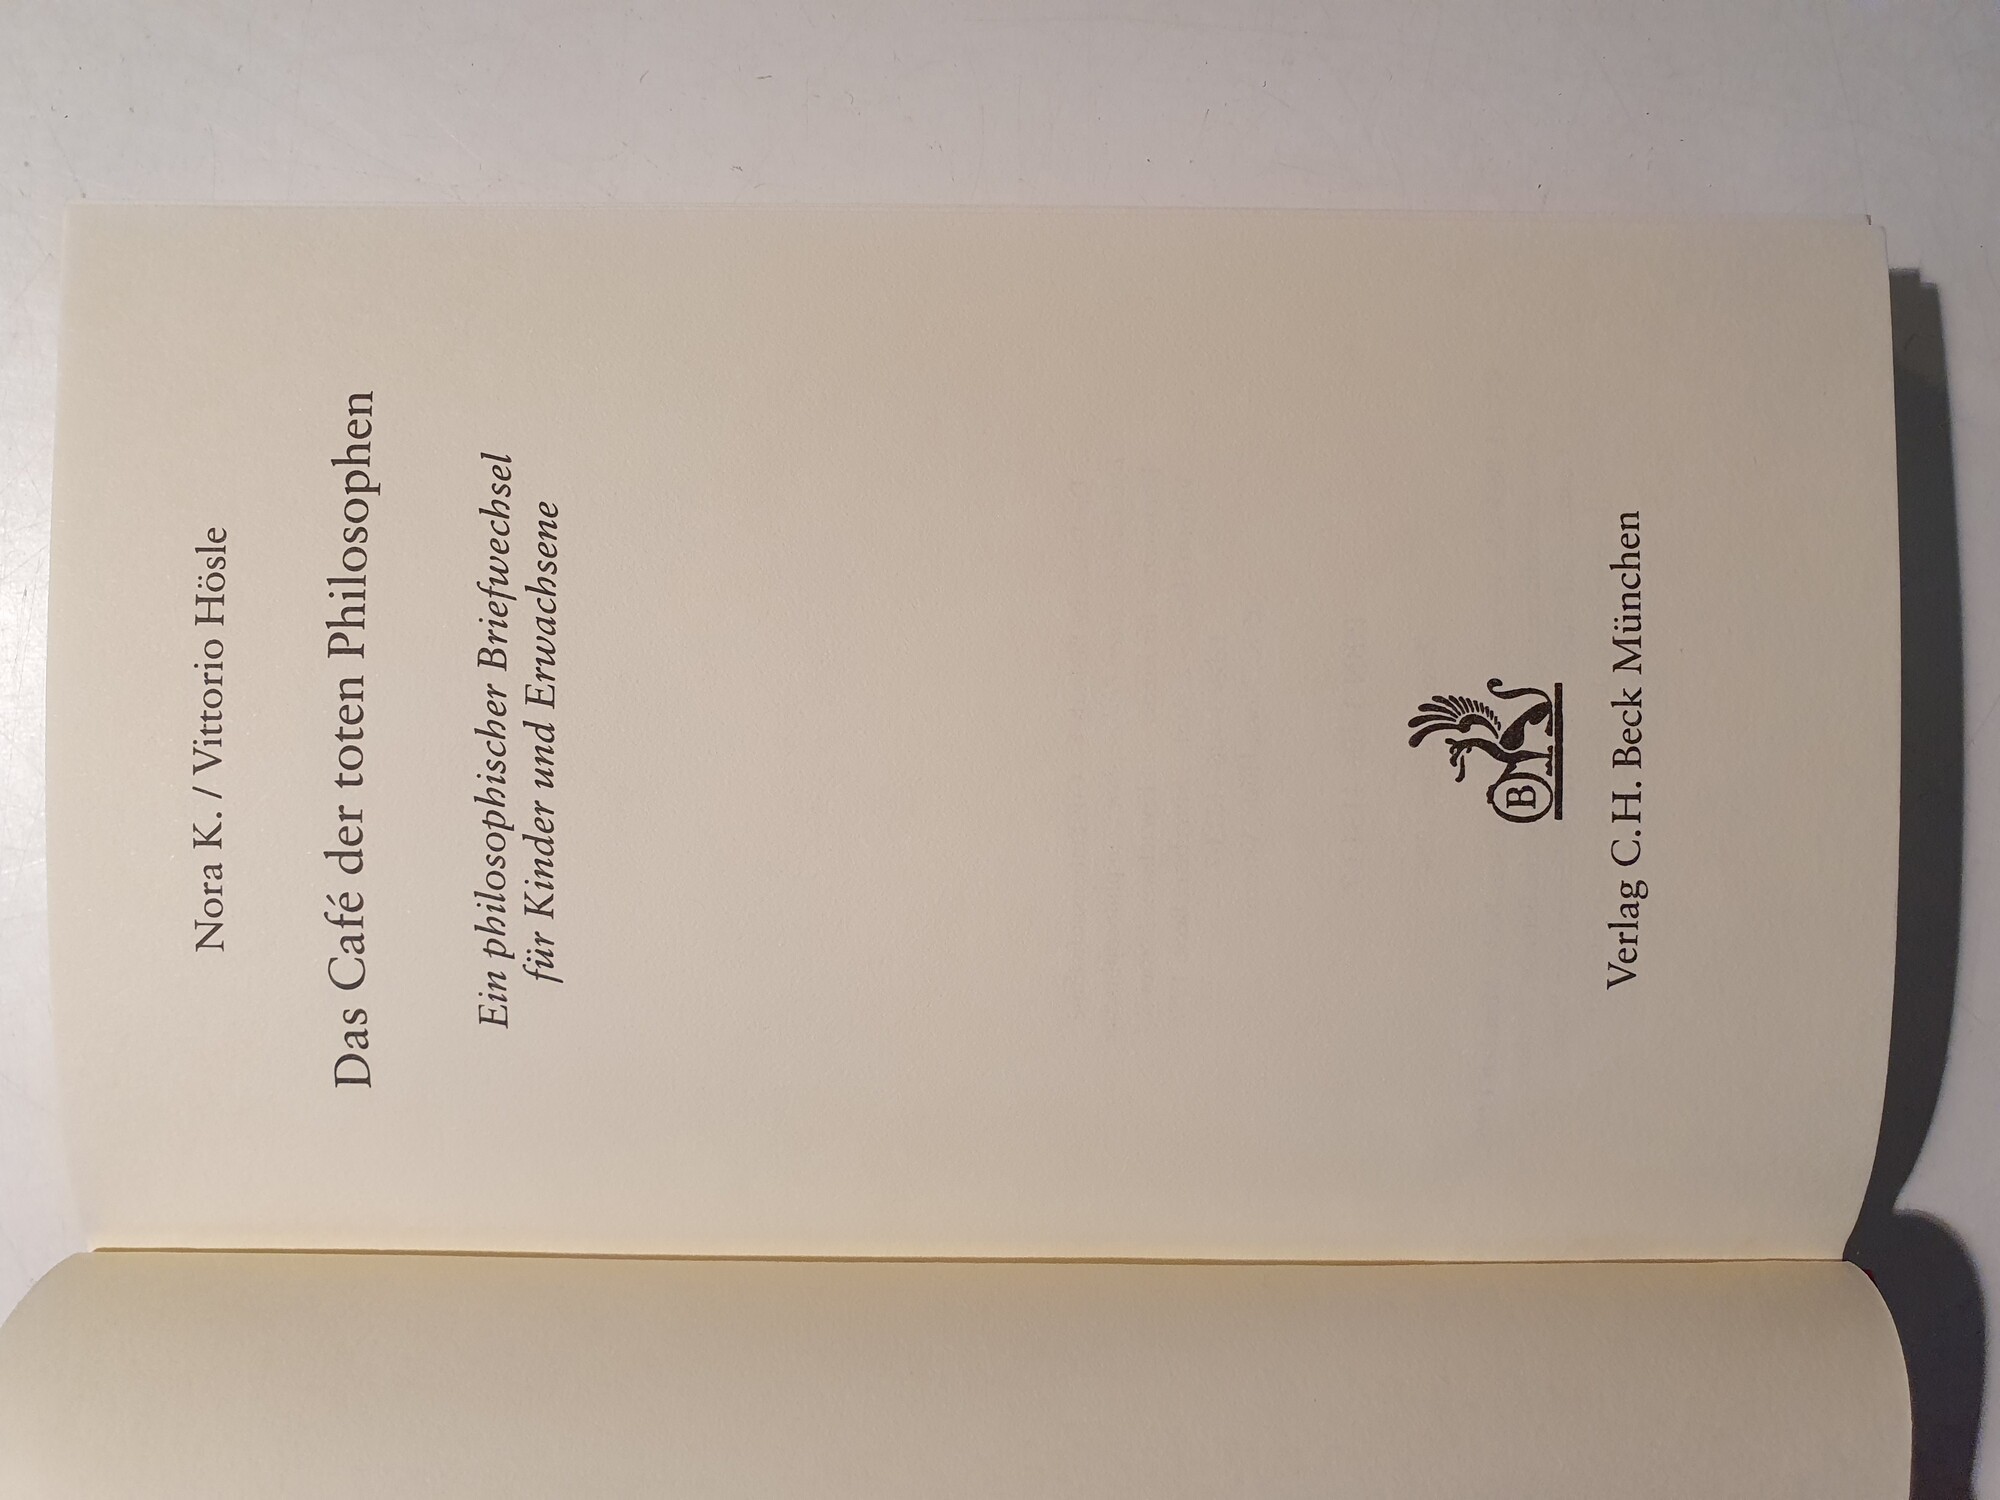 Nora K. / Vittorio Hösle
Das Café der toten Philosophen
Ein philosophischer Briefwechsel
für Kinder und Erwachsene
B
Verlag C.H. Beck München